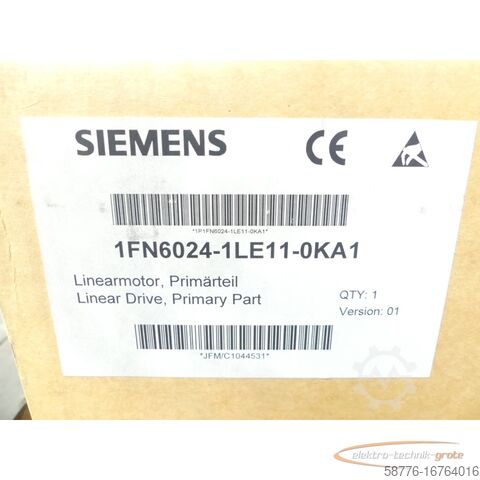 SIEMENS
CE
*1P1FN6024-1LE11-0KA1*
1FN6024-1LE11-0KA1
Linearmotor, Primärteil
Linear Drive, Primary Part
QTY: 1
Version: 01
*JFM/C1044531*
elektro-technik-grote
58776-16764016